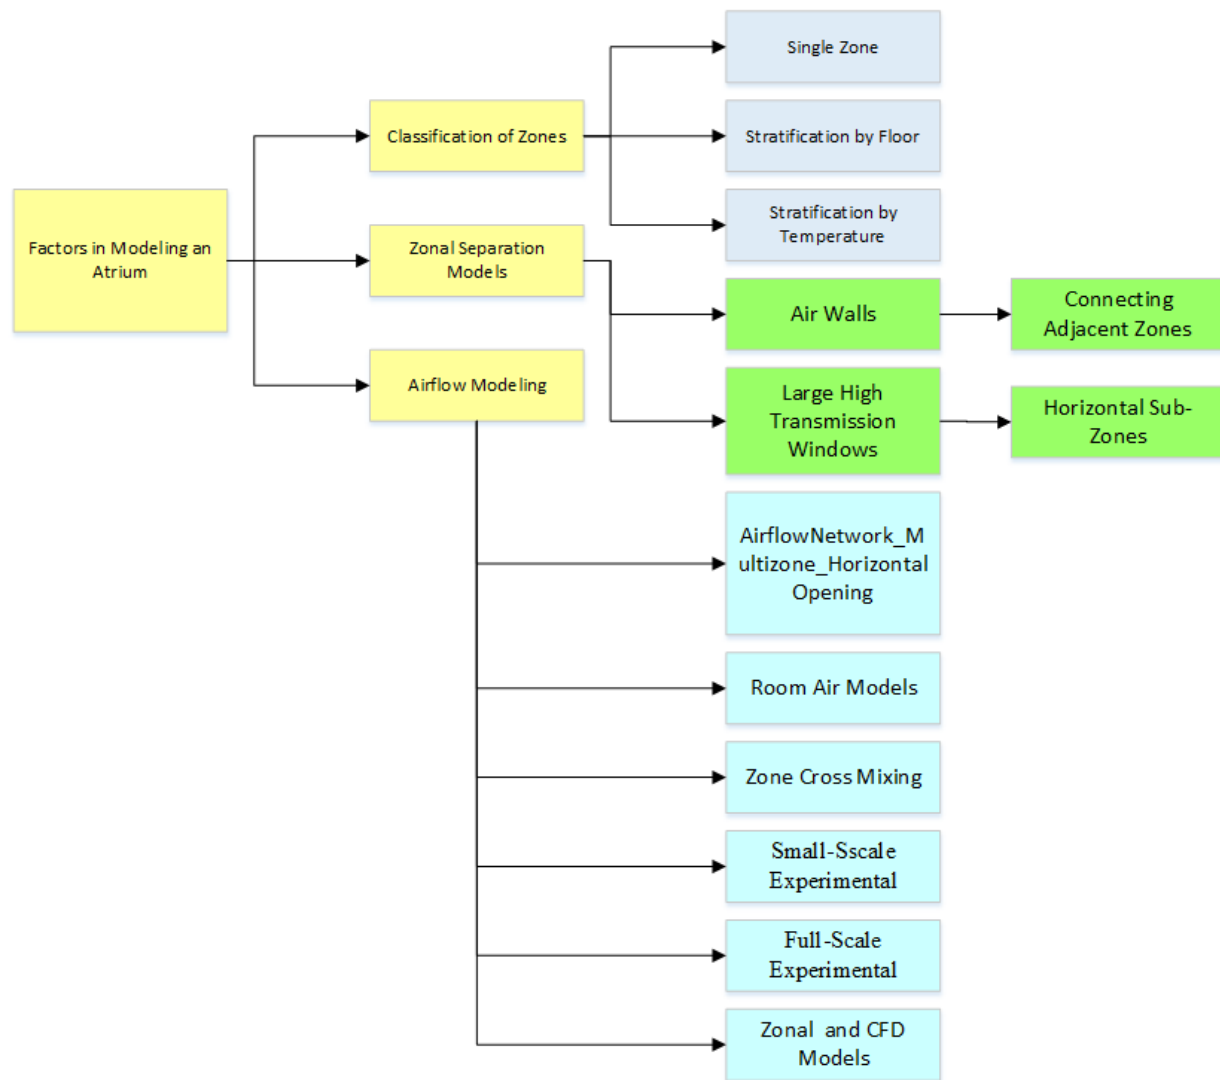 Factors in Modeling an
Atrium
Classification of Zones
Zonal Separation
Models
Airflow Modeling
Single Zone
Stratification by Floor
Stratification by
Temperature
Air Walls
Connecting
Adjacent Zones
Large High
Transmission
Windows
Horizontal Sub-
Zones
AirflowNetwork_M
ultizone_Horizontal
Opening
Room Air Models
Zone Cross Mixing
Small-Sscale
Experimental
Full-Scale
Experimental
Zonal and CFD
Models